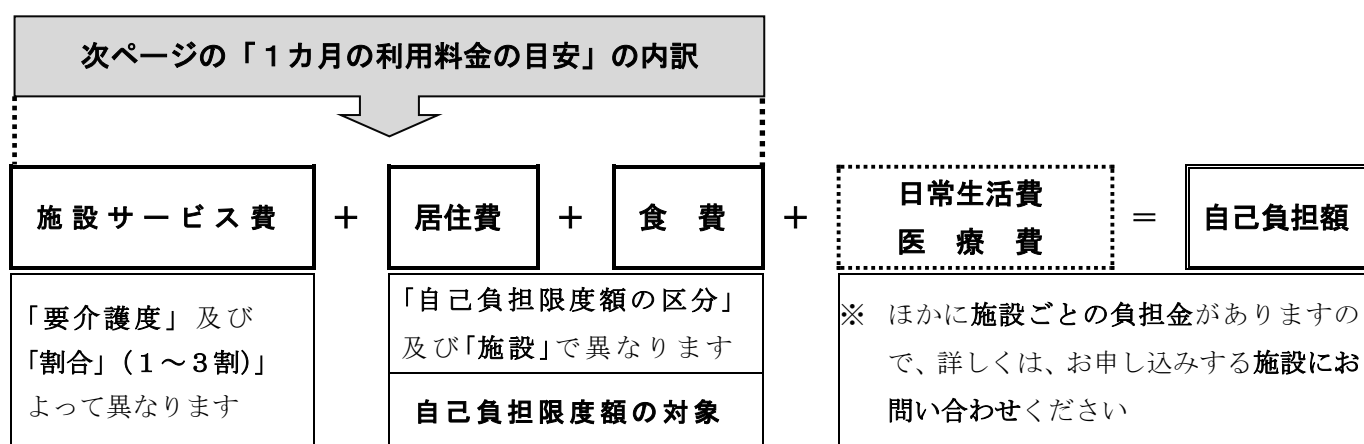 次ページの「１カ月の利用料金の目安」の内訳
施設サービス費 ＋ 居住費 ＋ 食　費 ＋ 日常生活費 医　療　費 ＝ 自己負担額
「要介護度」及び
「割合」（１～３割）」
よって異なります
「自己負担限度額の区分」
及び「施設」で異なります
自己負担限度額の対象
※ ほかに施設ごとの負担金がありますの
で、詳しくは、お申し込みする施設にお
問い合わせください